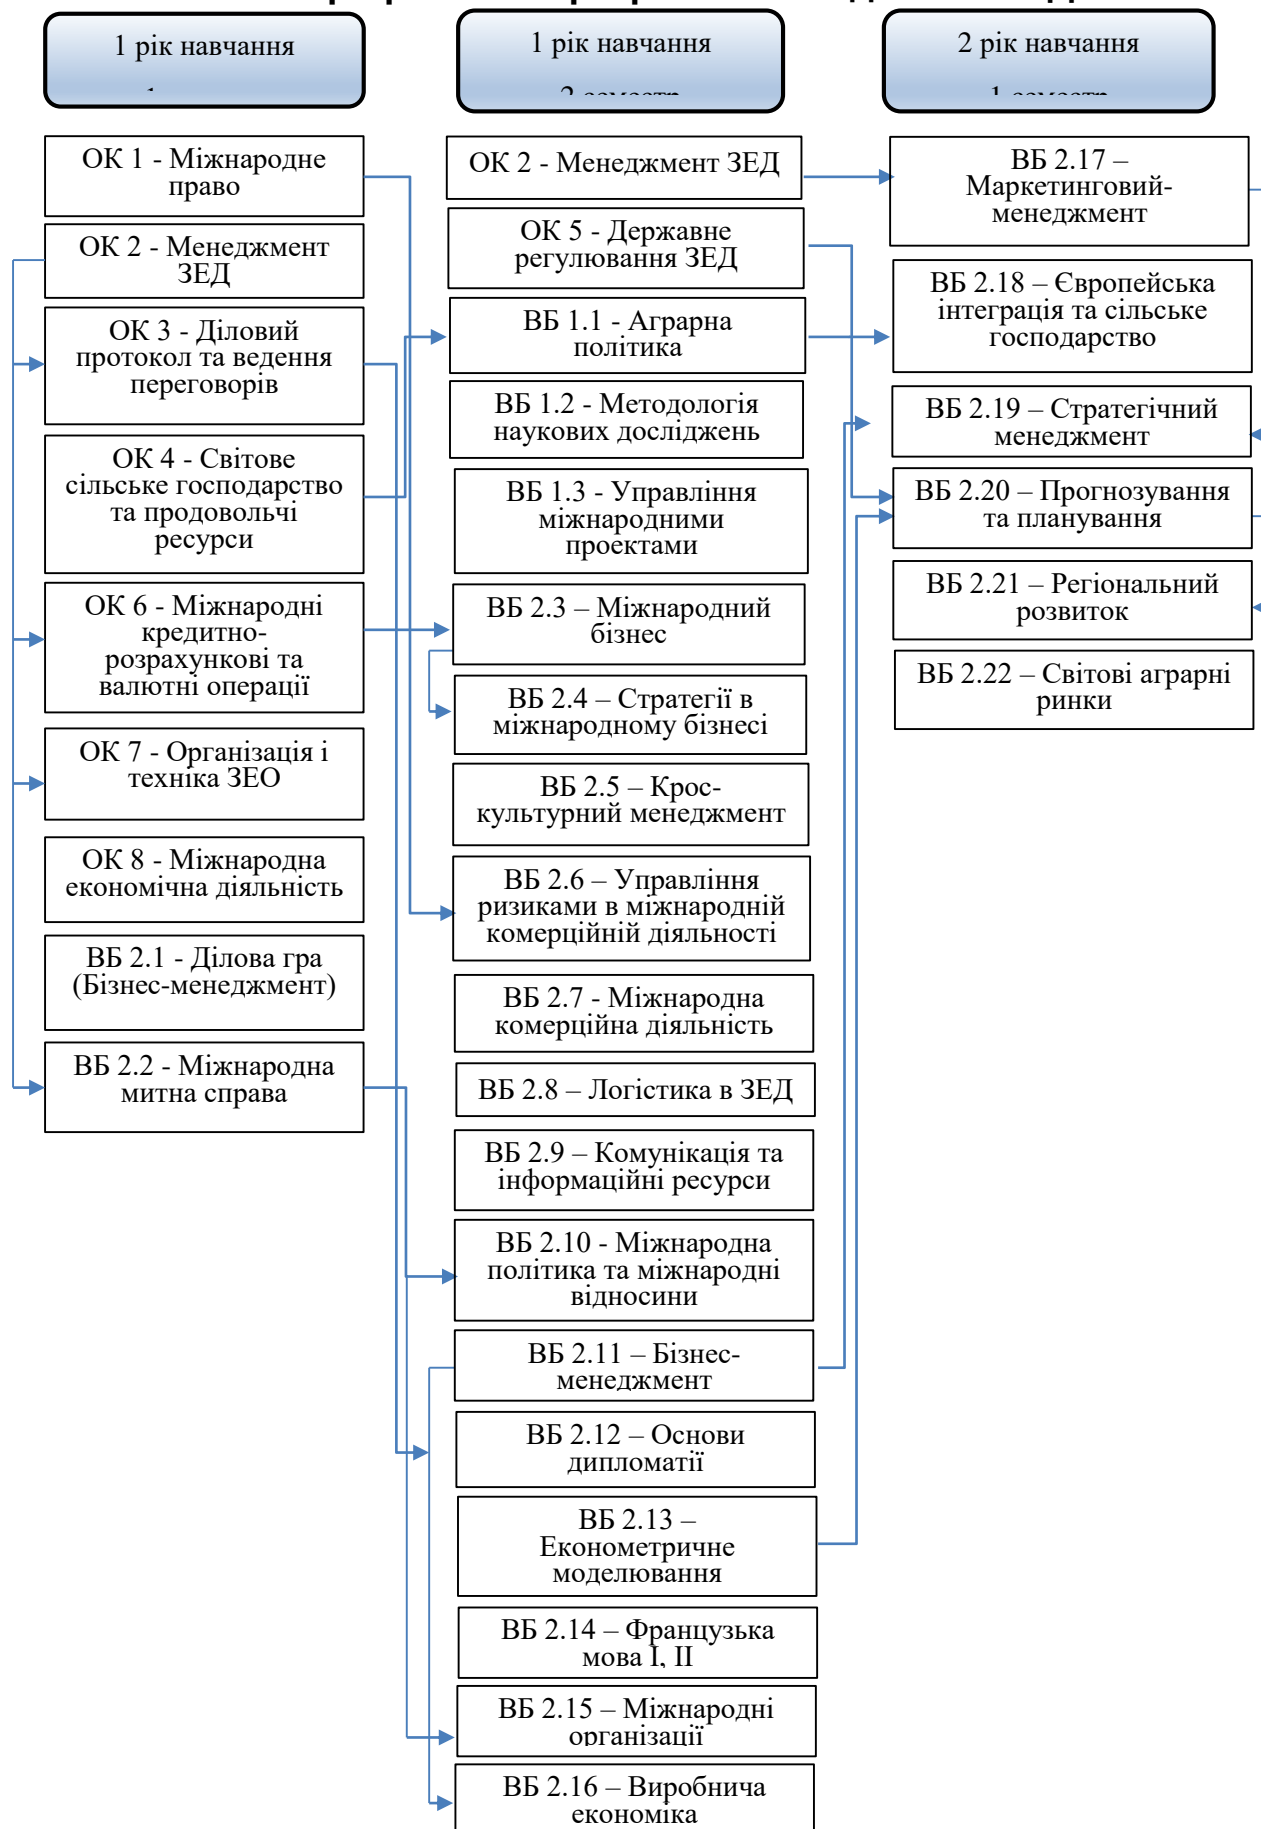 1 рік навчання
1 рік навчання
2 семестр
2 рік навчання
1 семестр
ОК 1 - Міжнародне
право
ОК 2 - Менеджмент
ЗЕД
ОК 3 - Діловий
протокол та ведення
переговорів
ОК 4 - Світове
сільське господарство
та продовольчі
ресурси
ОК 6 - Міжнародні
кредитно-
розрахункові та
валютні операції
ОК 7 - Організація і
техніка ЗЕО
ОК 8 - Міжнародна
економічна діяльність
ВБ 2.1 - Ділова гра
(Бізнес-менеджмент)
ВБ 2.2 - Міжнародна
митна справа
ОК 2 - Менеджмент ЗЕД
ОК 5 - Державне
регулювання ЗЕД
ВБ 1.1 - Аграрна
політика
ВБ 1.2 - Методологія
наукових досліджень
ВБ 1.3 - Управління
міжнародними
проектами
ВБ 2.3 – Міжнародний
бізнес
ВБ 2.4 – Стратегії в
міжнародному бізнесі
ВБ 2.5 – Крос-
культурний менеджмент
ВБ 2.6 – Управління
ризиками в міжнародній
комерційній діяльності
ВБ 2.7 - Міжнародна
комерційна діяльність
ВБ 2.8 – Логістика в ЗЕД
ВБ 2.9 – Комунікація та
інформаційні ресурси
ВБ 2.10 - Міжнародна
політика та міжнародні
відносини
ВБ 2.11 – Бізнес-
менеджмент
ВБ 2.12 – Основи
дипломатії
ВБ 2.13 –
Економетричне
моделювання
ВБ 2.14 – Французька
мова І, ІІ
ВБ 2.15 – Міжнародні
організації
ВБ 2.16 – Виробнича
економіка
ВБ 2.17 –
Маркетинговий-
менеджмент
ВБ 2.18 – Європейська
інтеграція та сільське
господарство
ВБ 2.19 – Стратегічний
менеджмент
ВБ 2.20 – Прогнозування
та планування
ВБ 2.21 – Регіональний
розвиток
ВБ 2.22 – Світові аграрні
ринки